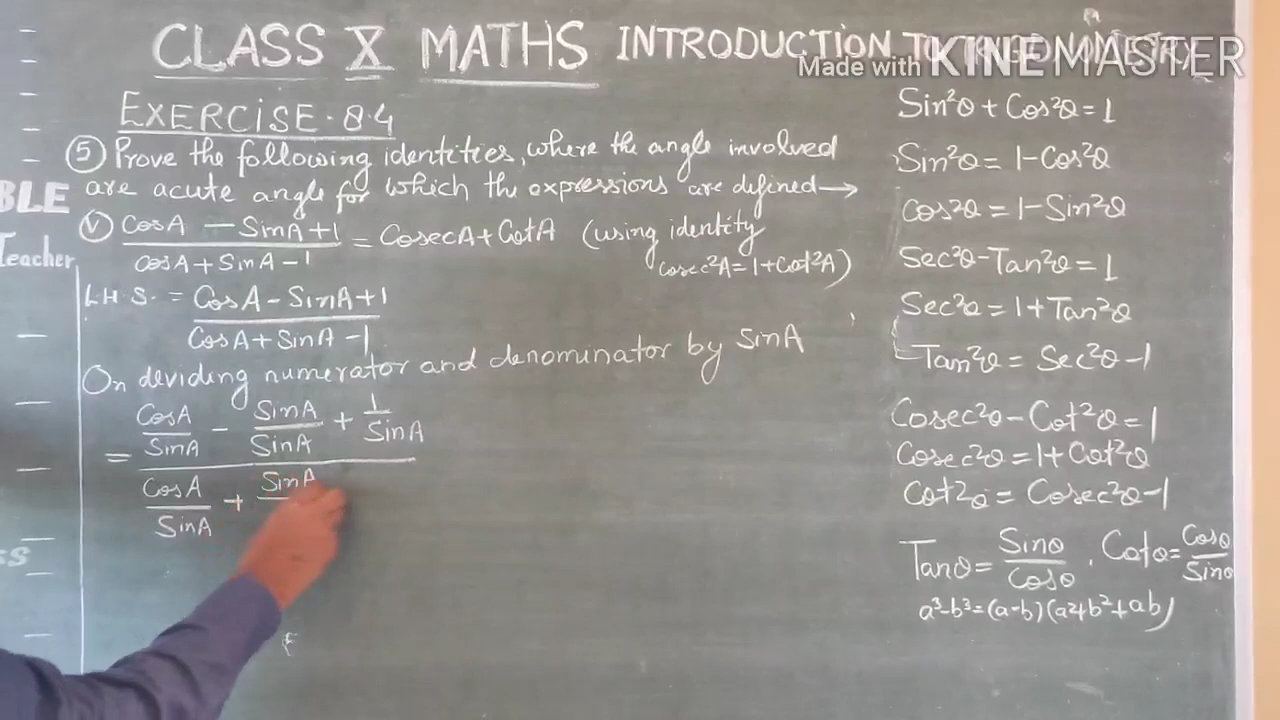 CLASS X MATHS INTRODUCTION TO TRIGONOMETRY
Made with KINEMASTER
EXERCISE.8.4
⑤ Prove the following identities, where the angle involved
are acute angle for which the expressions are defined→
BLE
Teacher
ⓥ (CosA - SinA+1)/(CosA+SinA-1) = CosecA+CotA (using identity
cosec²A=1+Cot²A)
L.H.S. = (CosA-SinA+1)/(CosA+SinA-1)
On deviding numerator and denominator by SinA
= (CosA/SinA - SinA/SinA + 1/SinA)
CosA/SinA + SinA
Sin²θ + Cos²θ=1
Sin²θ= 1-Cos²θ
Cos²θ=1-Sin²θ
Sec²θ-Tan²θ=1
Sec²θ=1+Tan²θ
Tan²θ= Sec²θ-1
Cosec²θ-Cot²θ=1
Cosec²θ=1+Cot²θ
Cot²θ= Cosec²θ-1
Tanθ= Sinθ/Cosθ . Cotθ= Cosθ/Sinθ
a³-b³=(a-b)(a²+b²+ab)